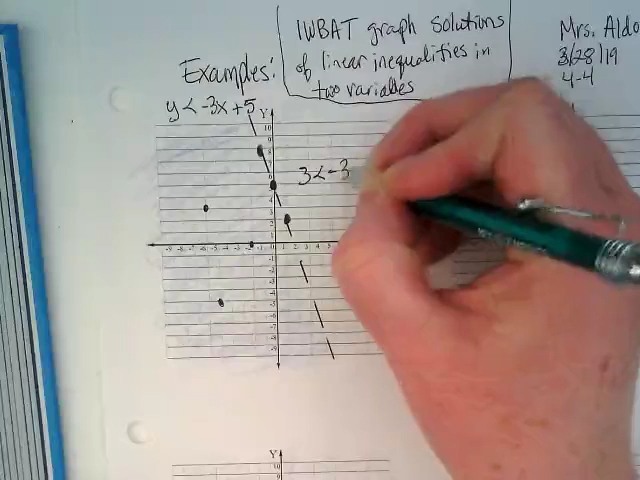 IWBAT graph solutions
of linear inequalities in
two variables
Mrs. Aldo
3/28/19
4-4
Examples:
y < -3x + 5
3 < -3
Y
Y